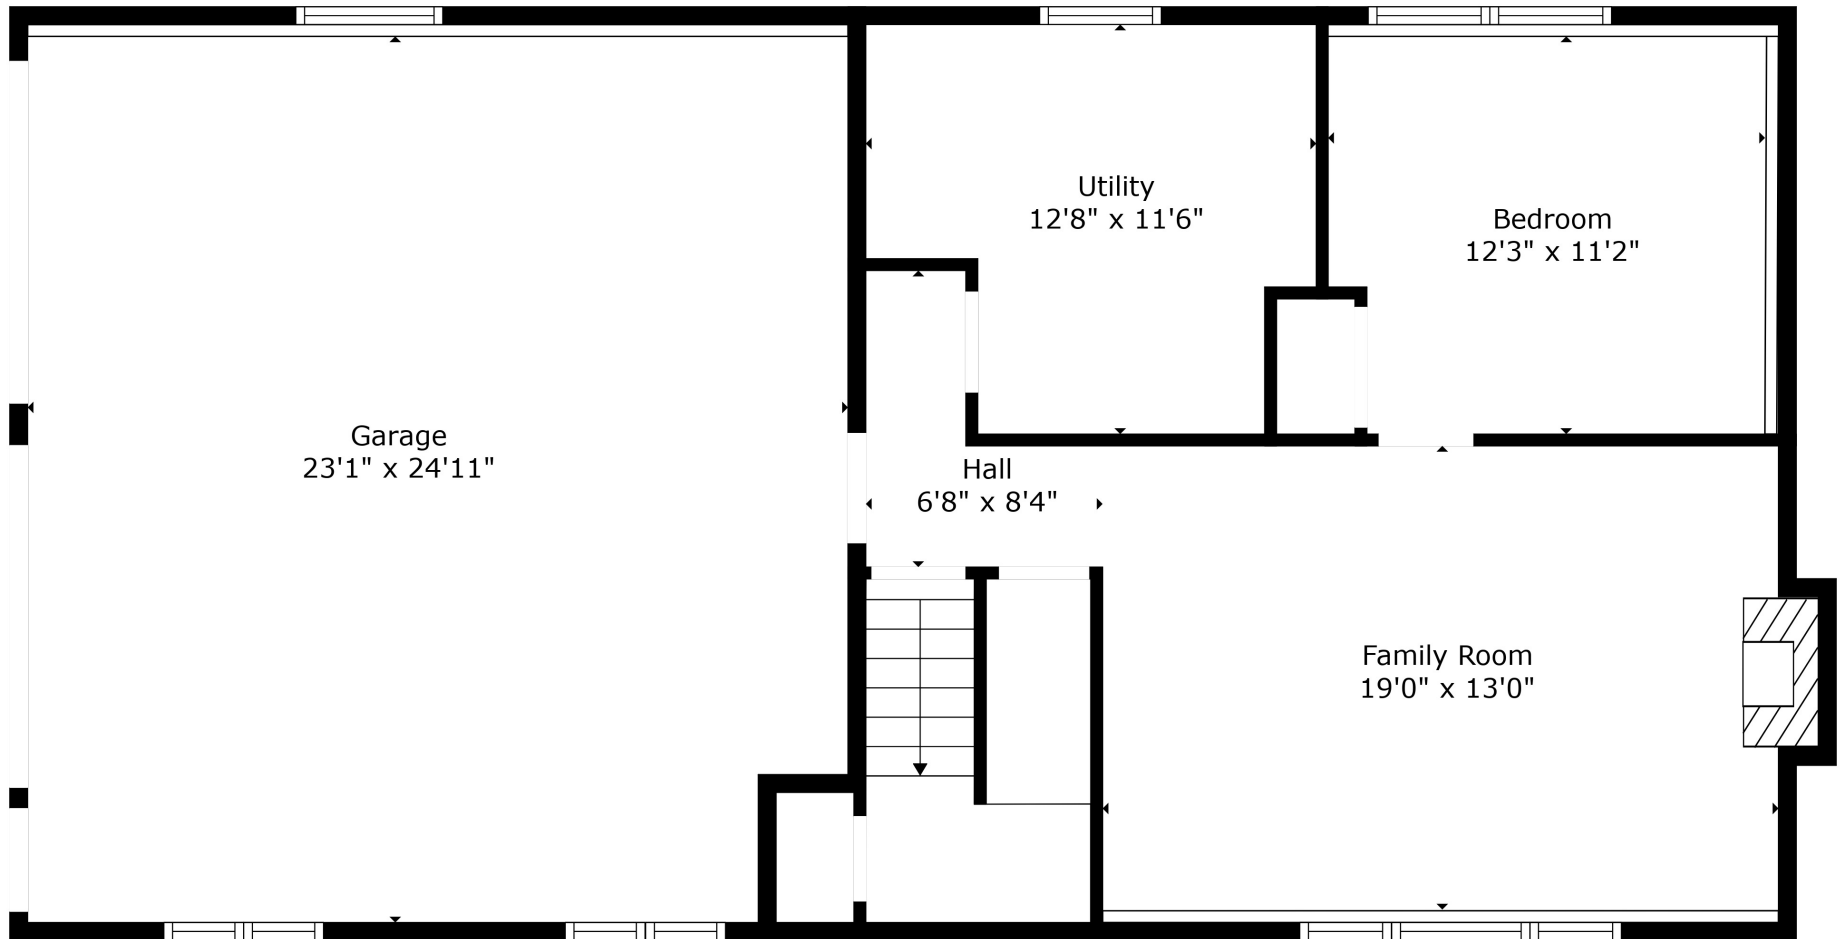 Utility
12'8" x 11'6"
Bedroom
12'3" x 11'2"
Garage
23'1" x 24'11"
Hall
6'8" x 8'4"
Family Room
19'0" x 13'0"